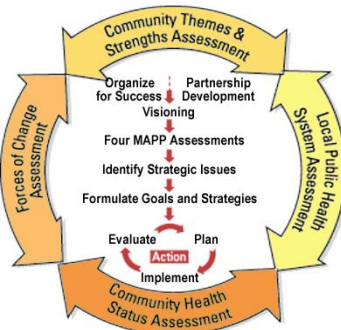 Community Themes &
Strengths Assessment
Organize Partnership
for Success Development
Visioning
Four MAPP Assessments
Identify Strategic Issues
Formulate Goals and Strategies
Evaluate Plan
Action
Implement
Forces of Change
Assessment
Local Public Health
System Assessment
Community Health
Status Assessment